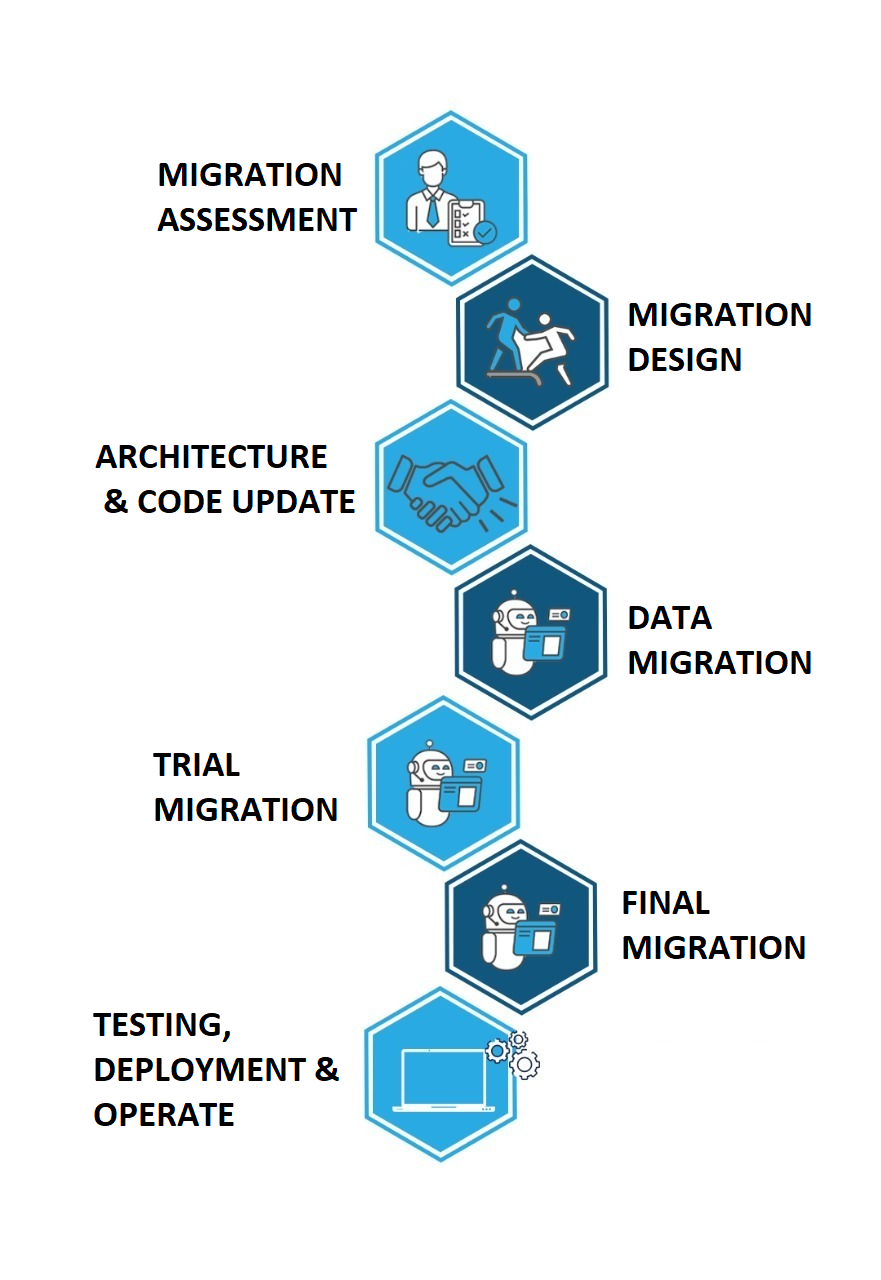 MIGRATION
ASSESSMENT
MIGRATION
DESIGN
ARCHITECTURE
& CODE UPDATE
DATA
MIGRATION
TRIAL
MIGRATION
FINAL
MIGRATION
TESTING,
DEPLOYMENT &
OPERATE